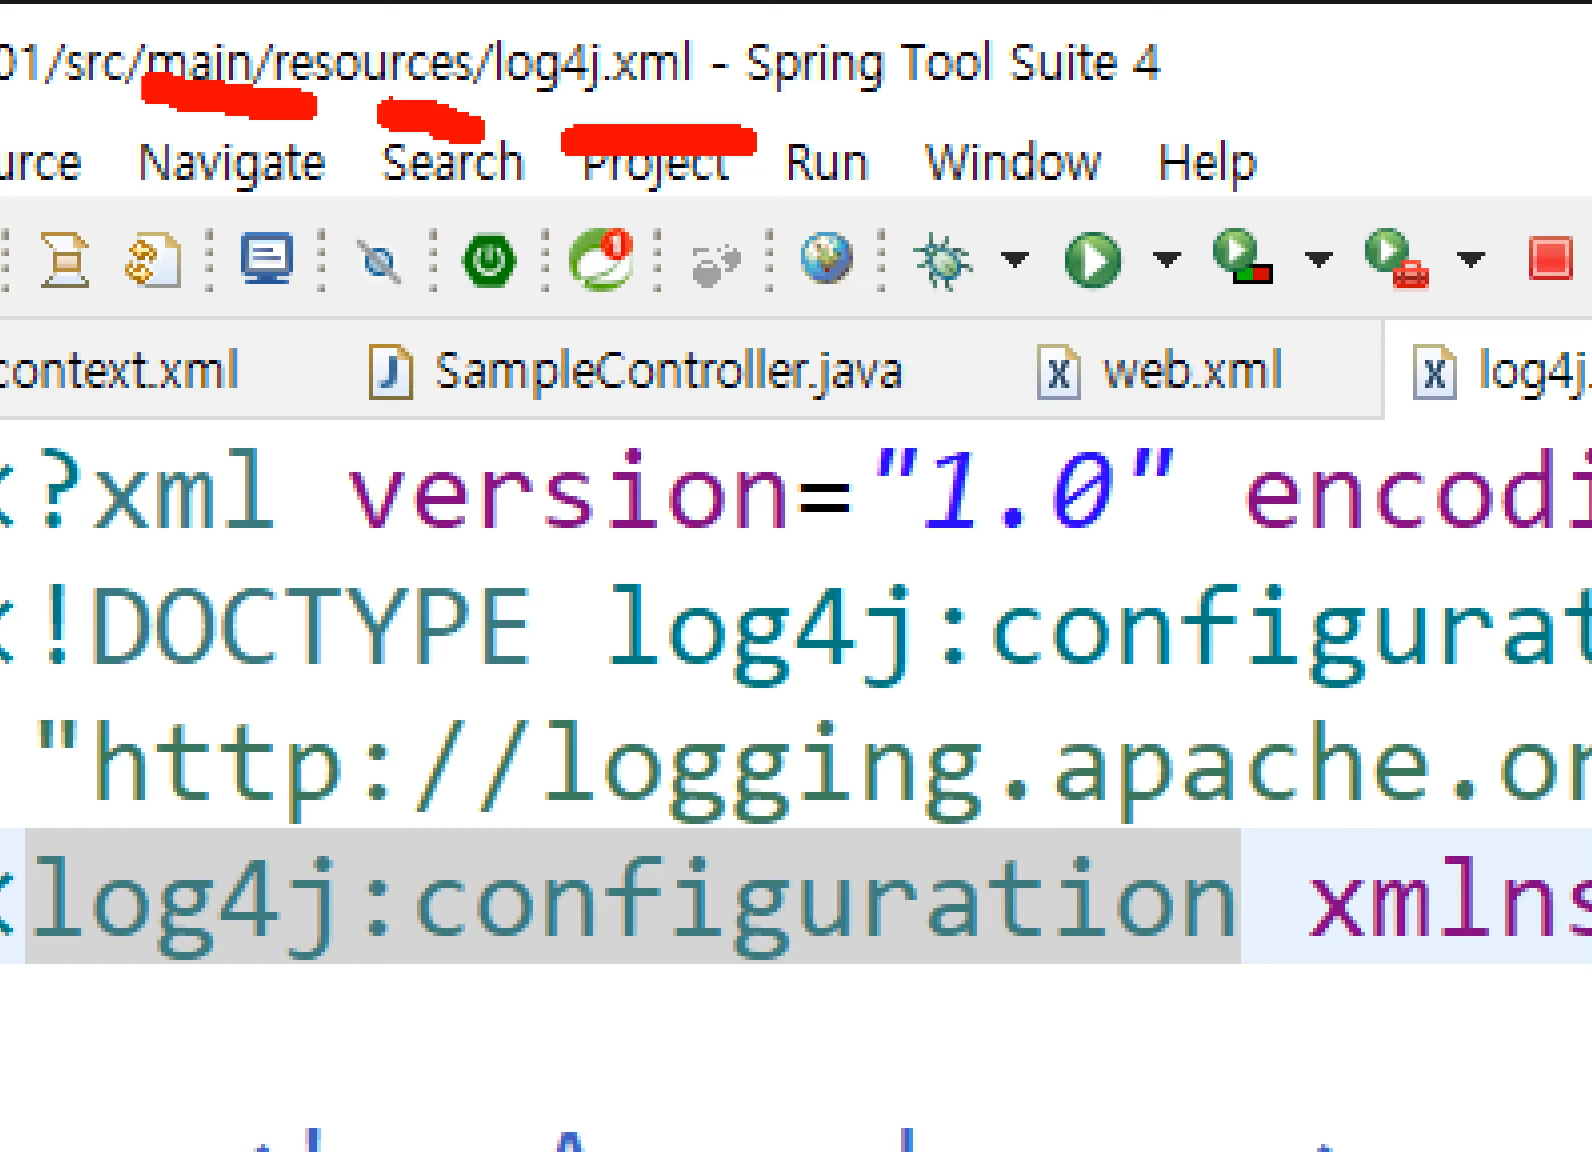 01/src/main/resources/log4j.xml - Spring Tool Suite 4
urce Navigate Search Project Run Window Help
context.xml SampleController.java web.xml log4j.
<?xml version="1.0" encodi
<!DOCTYPE log4j:configurat
"http://logging.apache.or
<log4j:configuration xmlns